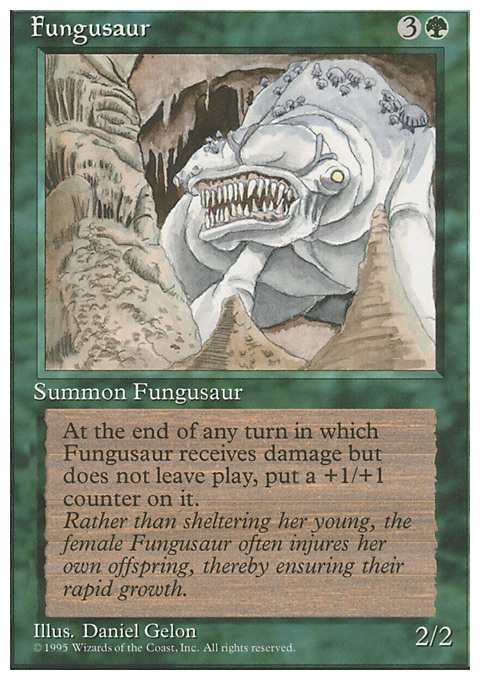 Fungusaur 3
Summon Fungusaur
At the end of any turn in which
Fungusaur receives damage but
does not leave play, put a +1/+1
counter on it.
Rather than sheltering her young, the
female Fungusaur often injures her
own offspring, thereby ensuring their
rapid growth.
Illus. Daniel Gelon
© 1995 Wizards of the Coast, Inc. All rights reserved.
2/2